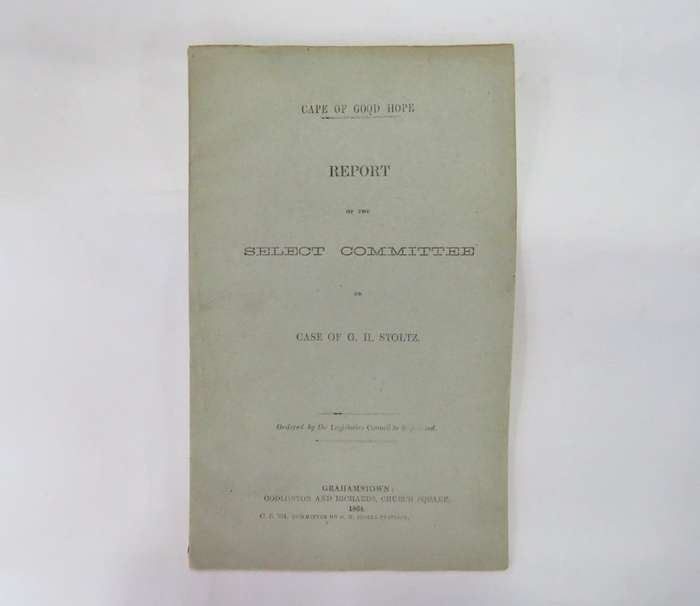 CAPE OF GOOD HOPE
REPORT
OF THE
SELECT COMMITTEE
ON
CASE OF G. H. STOLTZ.
Ordered by the Legislative Council to be
GRAHAMSTOWN:
GODLONTON AND RICHARDS, CHURCH SQUARE,
1864.